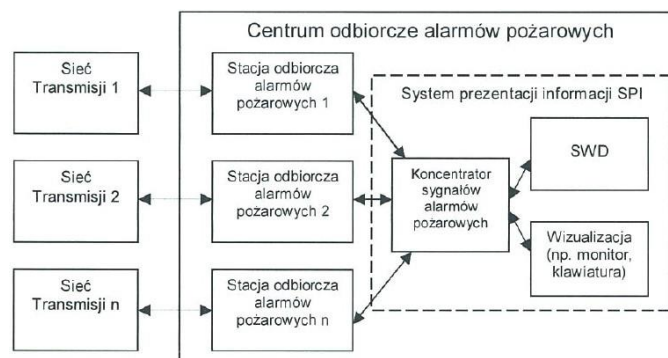 Centrum odbiorcze alarmów pożarowych
Sieć
Transmisji 1
Stacja odbiorcza
alarmów
pożarowych 1
System prezentacji informacji SPI
SWD
Sieć
Transmisji 2
Stacja odbiorcza
alarmów
pożarowych 2
Koncentrator
sygnałów
alarmów
pożarowych
Wizualizacja
(np. monitor,
klawiatura)
Sieć
Transmisji n
Stacja odbiorcza
alarmów
pożarowych n